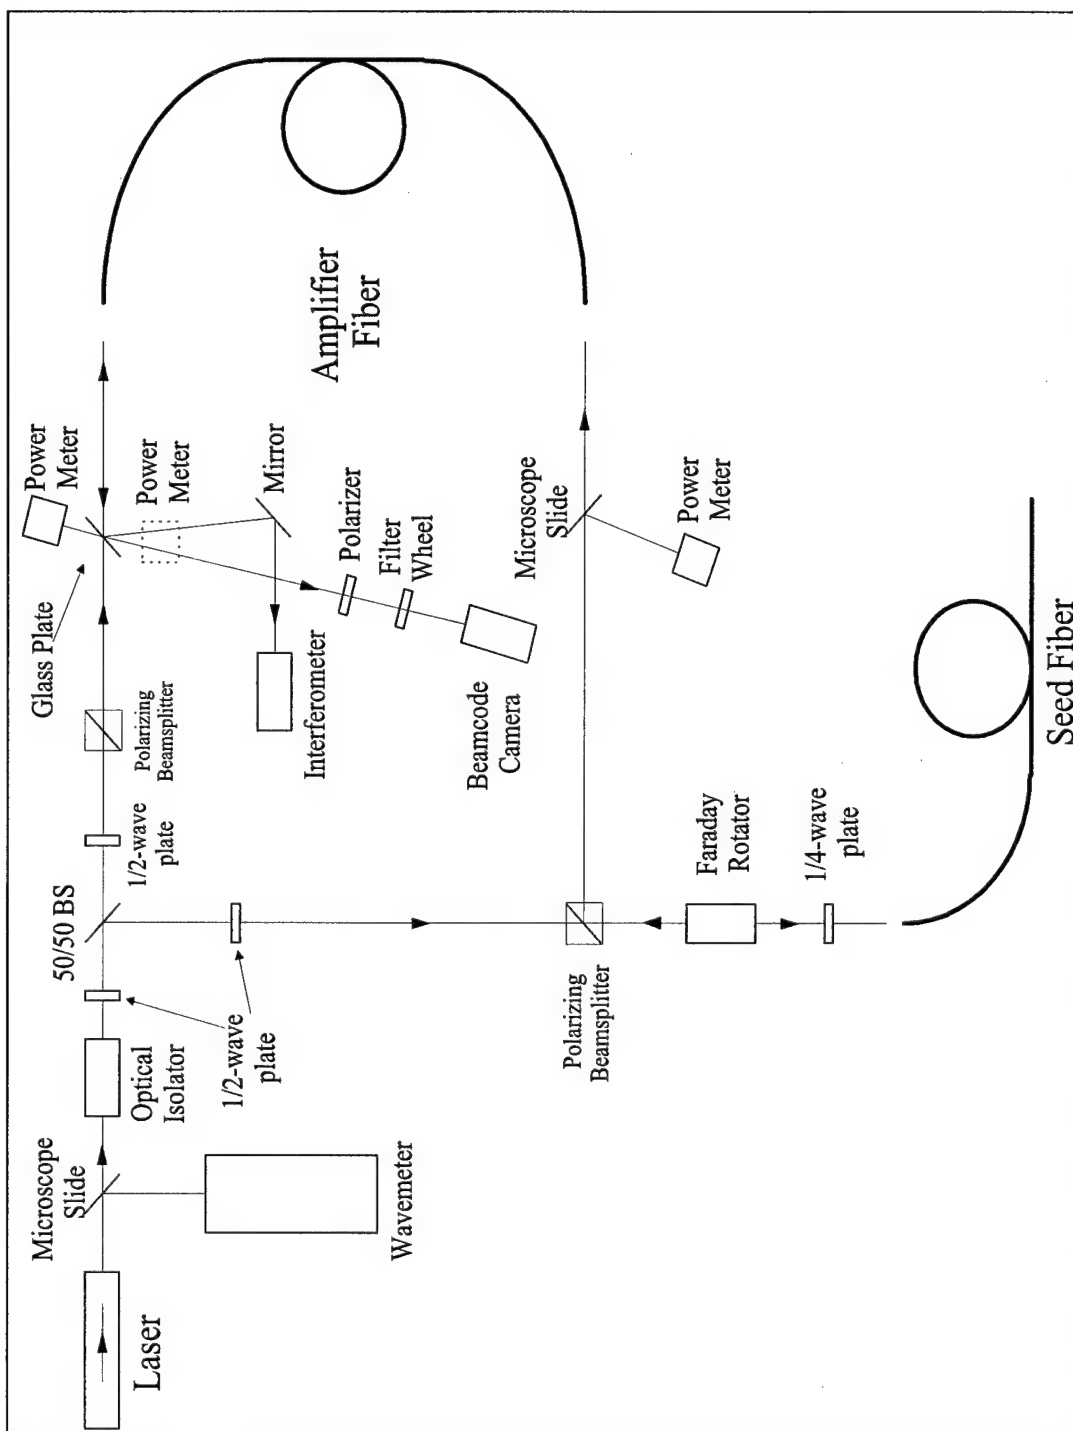 Laser
Microscope
Slide
Wavemeter
Optical
Isolator
1/2-wave
plate
50/50 BS
1/2-wave
plate
Polarizing
Beamsplitter
Glass Plate
Power
Meter
Power
Meter
Mirror
Interferometer
Polarizer
Filter
Wheel
Beamcode
Camera
Amplifier
Fiber
Microscope
Slide
Power
Meter
Polarizing
Beamsplitter
Faraday
Rotator
1/4-wave
plate
Seed Fiber